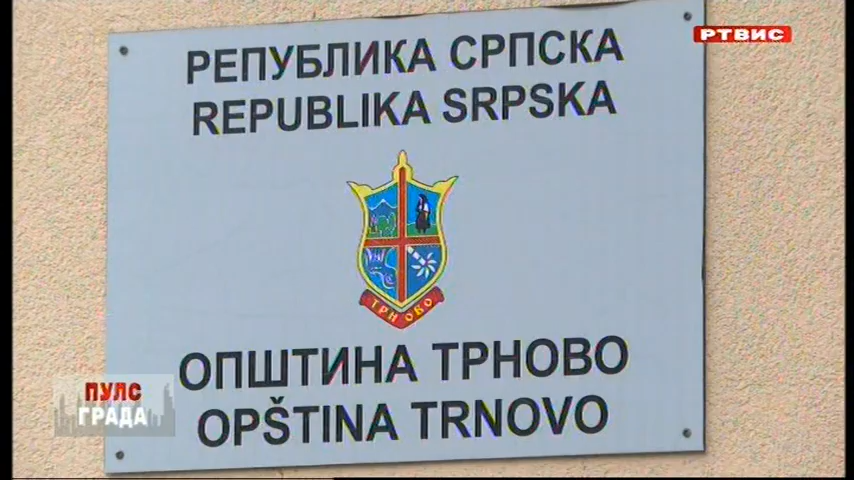 РТВИС
РЕПУБЛИКА СРПСКА
REPUBLIKA SRPSKA
ТРНОВО
ОПШТИНА ТРНОВО
OPŠTINA TRNOVO
ПУЛС
ГРАДА